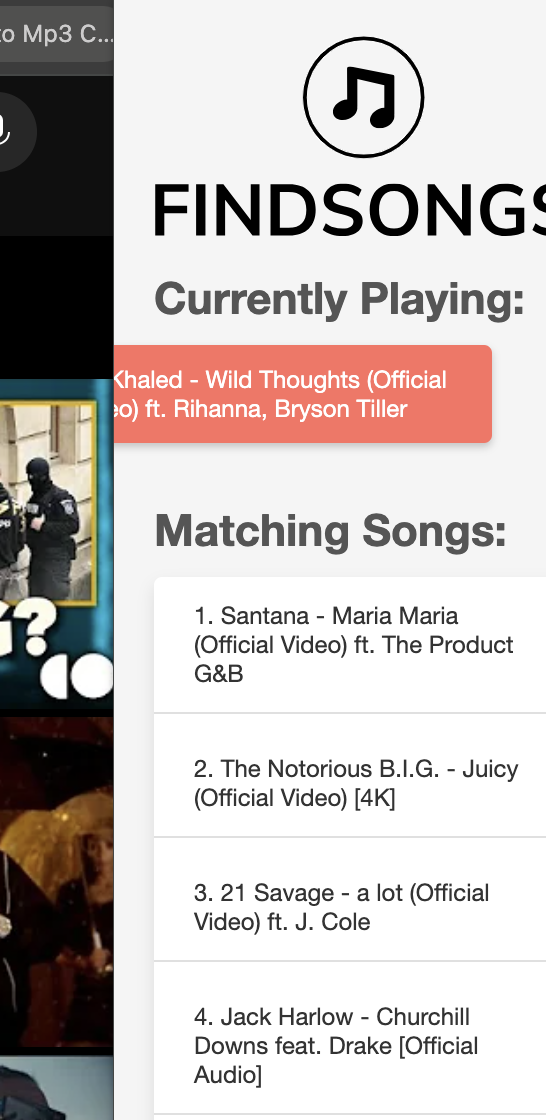 to Mp3 C...
FINDSONGS
Currently Playing:
Khaled - Wild Thoughts (Official
eo) ft. Rihanna, Bryson Tiller
Matching Songs:
1. Santana - Maria Maria
(Official Video) ft. The Product
G&B
2. The Notorious B.I.G. - Juicy
(Official Video) [4K]
3. 21 Savage - a lot (Official
Video) ft. J. Cole
4. Jack Harlow - Churchill
Downs feat. Drake [Official
Audio]
G?